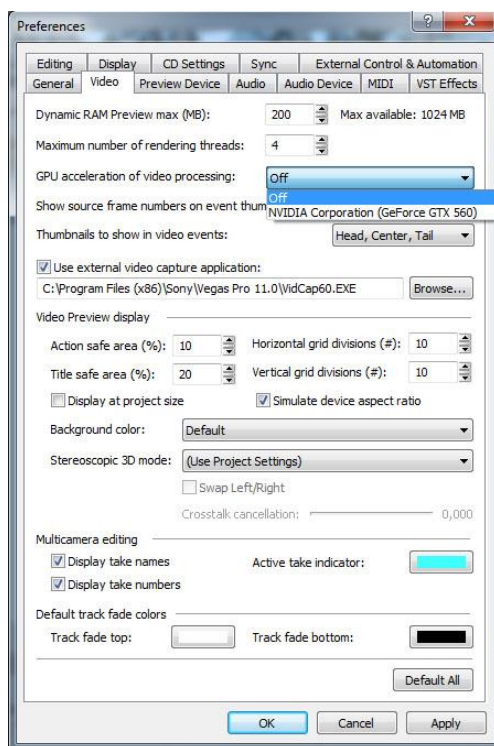 Preferences
Editing Display CD Settings Sync External Control & Automation
General Video Preview Device Audio Audio Device MIDI VST Effects
Dynamic RAM Preview max (MB): 200 Max available: 1024 MB
Maximum number of rendering threads: 4
GPU acceleration of video processing: Off
Off
Show source frame numbers on event thum
NVIDIA Corporation (GeForce GTX 560)
Thumbnails to show in video events: Head, Center, Tail
Use external video capture application:
C:\Program Files (x86)\Sony\Vegas Pro 11.0\VidCap60.EXE Browse...
Video Preview display
Action safe area (%): 10 Horizontal grid divisions (#): 10
Title safe area (%): 20 Vertical grid divisions (#): 10
Display at project size Simulate device aspect ratio
Background color: Default
Stereoscopic 3D mode: (Use Project Settings)
Swap Left/Right
Crosstalk cancellation: 0,000
Multicamera editing
Display take names Active take indicator:
Display take numbers
Default track fade colors
Track fade top: Track fade bottom:
Default All
OK Cancel Apply